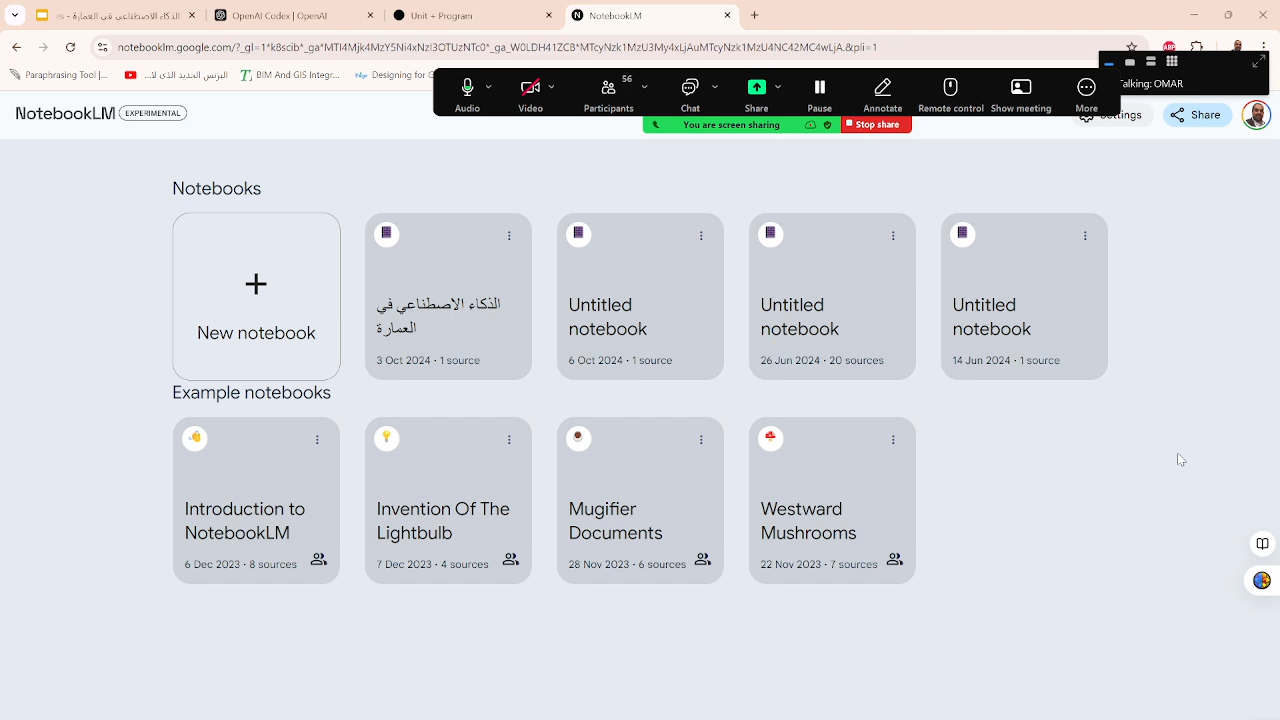 الذكاء الاصطناعي في العمارة - es
OpenAI Codex | OpenAI
Unit ÷ Program
NotebookLM
notebooklm.google.com/?_gl=1*k8scib*_ga*MTI4Mjk4MzY5Ni4xNzI3OTUzNTc0*_ga_W0LDH41ZCB*MTcyNzk1MzU3My4xLjAuMTcyNzk1MzU4NC42MC4wLjA.&pli=1
Paraphrasing Tool |...
BIM And GIS Integr...
Designing for G
Talking: OMAR
56
Audio
Video
Participants
Chat
Share
Pause
Annotate
Remote control
Show meeting
More
You are screen sharing
Stop share
NotebookLM
EXPERIMENTAL
Settings
Share
Notebooks
New notebook
الذكاء الاصطناعي في
العمارة
3 Oct 2024 · 1 source
Untitled
notebook
6 Oct 2024 · 1 source
Untitled
notebook
26 Jun 2024 · 20 sources
Untitled
notebook
14 Jun 2024 · 1 source
Example notebooks
Introduction to
NotebookLM
6 Dec 2023 · 8 sources
Invention Of The
Lightbulb
7 Dec 2023 · 4 sources
Mugifier
Documents
28 Nov 2023 · 6 sources
Westward
Mushrooms
22 Nov 2023 · 7 sources